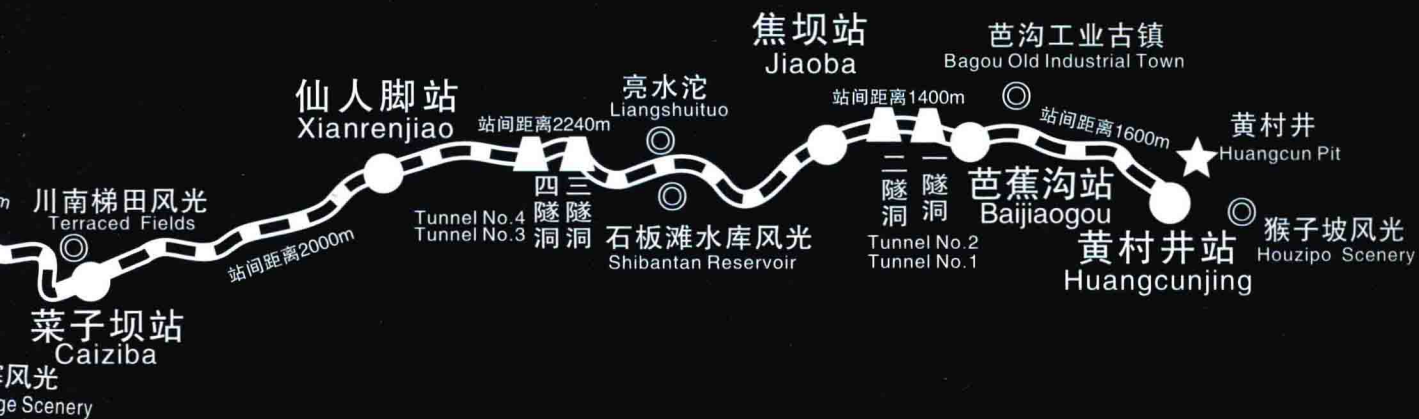 焦坝站
Jiaoba
芭沟工业古镇
Bagou Old Industrial Town
仙人脚站
Xianrenjiao
亮水沱
Liangshuituo
站间距离2240m
站间距离1400m
站间距离1600m
黄村井
Huangcun Pit
川南梯田风光
Terraced Fields
站间距离2000m
四隧洞
三隧洞
Tunnel No.4
Tunnel No.3
石板滩水库风光
Shibantan Reservoir
二隧洞
一隧洞
Tunnel No.2
Tunnel No.1
芭蕉沟站
Baijiaogou
黄村井站
Huangcunjing
猴子坡风光
Houzipo Scenery
菜子坝站
Caiziba
风光
Scenery